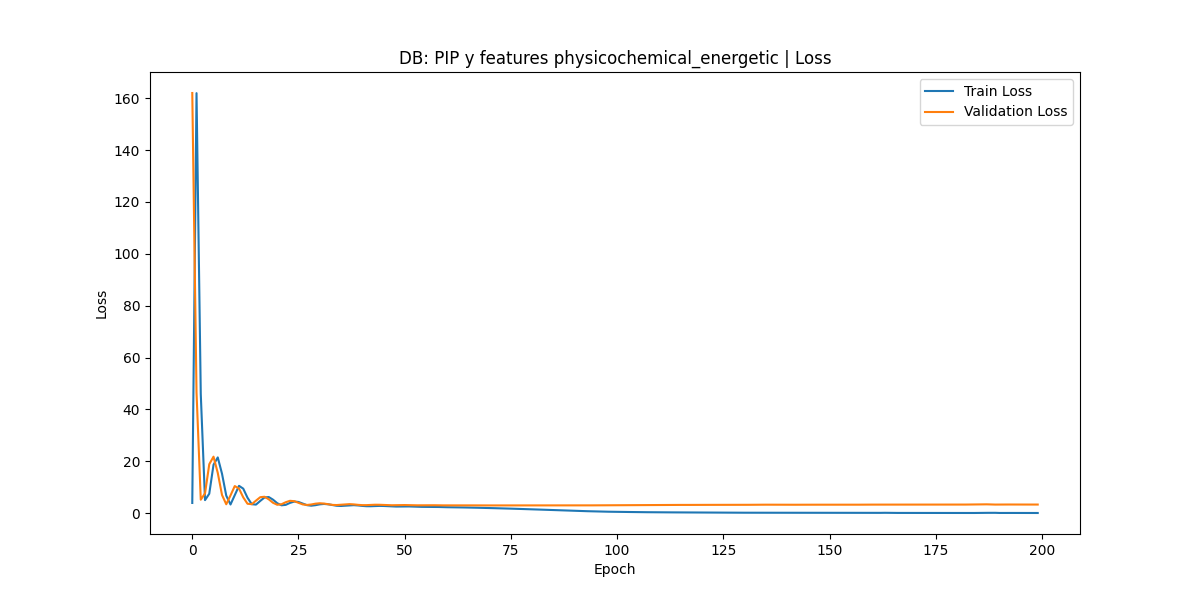 DB: PIP y features physicochemical_energetic | Loss
Train Loss
Validation Loss
160
140
120
100
80
60
40
20
0
Loss
0 25 50 75 100 125 150 175 200
Epoch